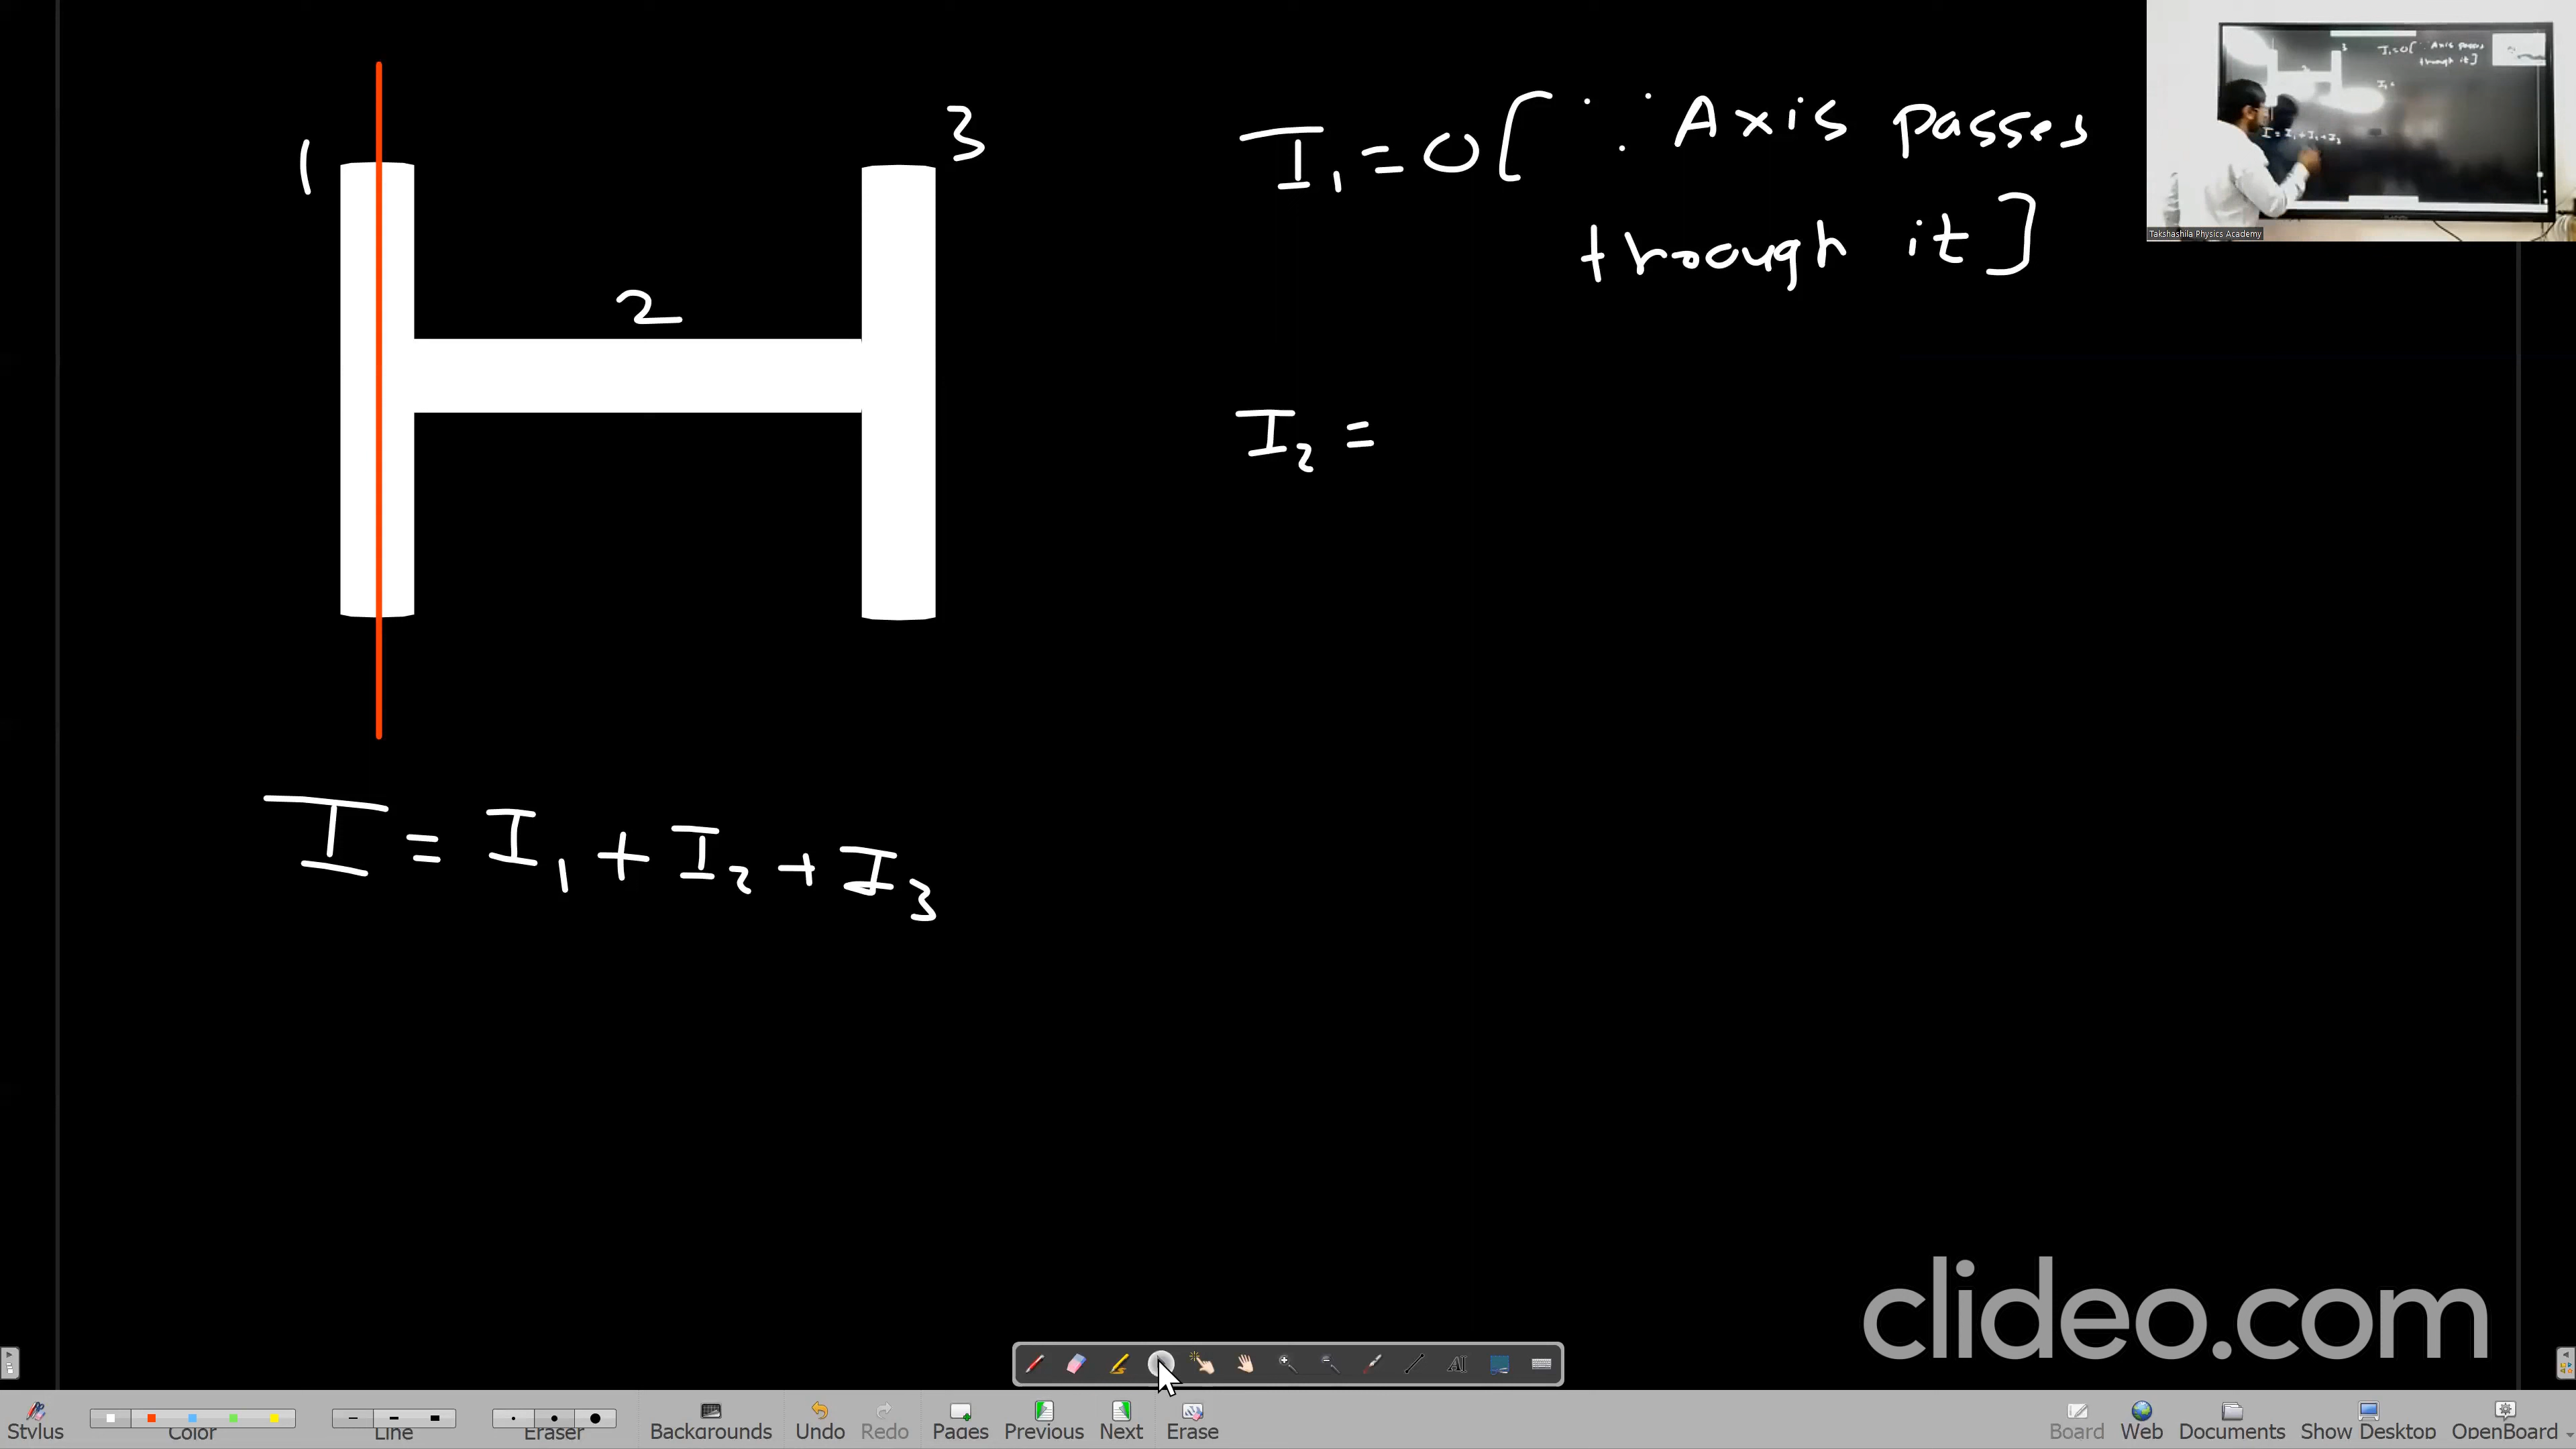 1
2
3
I = I₁ + I₂ + I₃
I₁ = 0 [∵ Axis passes
through it]
I₂ =
Takshashila Physics Academy
clideo.com
Stylus
Color
Line
Eraser
Backgrounds
Undo
Redo
Pages
Previous
Next
Erase
Board
Web
Documents
Show Desktop
OpenBoard